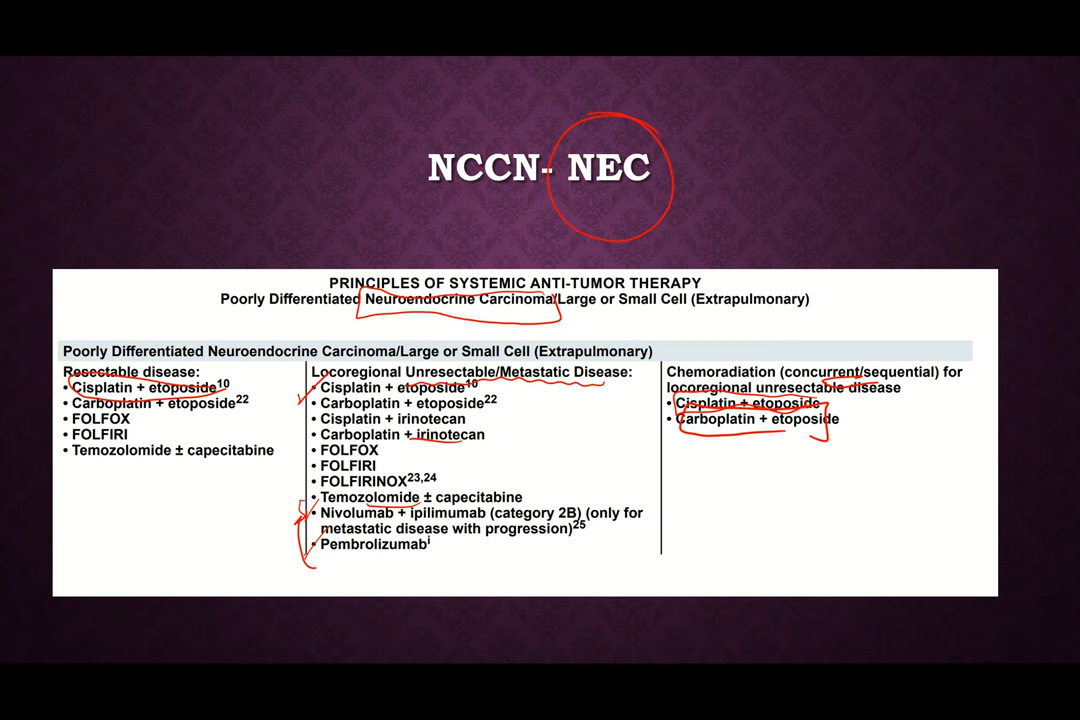 NCCN- NEC
PRINCIPLES OF SYSTEMIC ANTI-TUMOR THERAPY
Poorly Differentiated Neuroendocrine Carcinoma/Large or Small Cell (Extrapulmonary)
Poorly Differentiated Neuroendocrine Carcinoma/Large or Small Cell (Extrapulmonary)
Resectable disease:
• Cisplatin + etoposide10
• Carboplatin + etoposide22
• FOLFOX
• FOLFIRI
• Temozolomide ± capecitabine
Locoregional Unresectable/Metastatic Disease:
• Cisplatin + etoposide10
• Carboplatin + etoposide22
• Cisplatin + irinotecan
• Carboplatin + irinotecan
• FOLFOX
• FOLFIRI
• FOLFIRINOX23,24
• Temozolomide ± capecitabine
• Nivolumab + ipilimumab (category 2B) (only for
metastatic disease with progression)25
• Pembrolizumabi
Chemoradiation (concurrent/sequential) for
locoregional unresectable disease
• Cisplatin + etoposide
• Carboplatin + etoposide